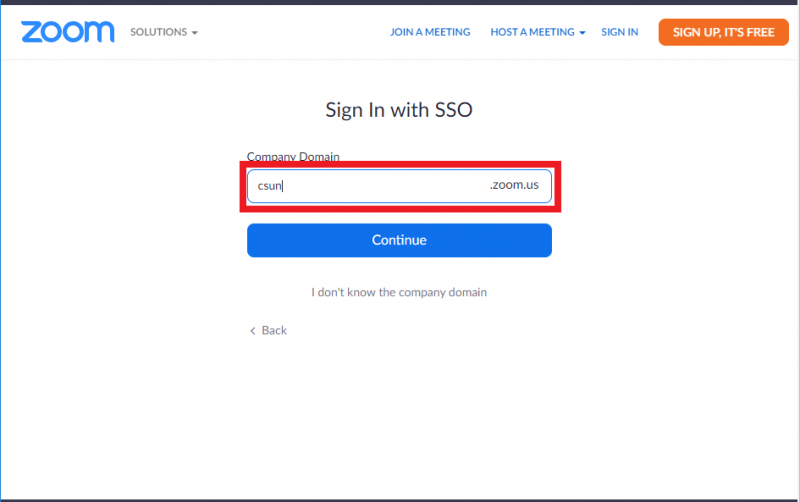 zoom SOLUTIONS JOIN A MEETING HOST A MEETING SIGN IN SIGN UP, IT'S FREE
Sign In with SSO
Company Domain
csun .zoom.us
Continue
I don't know the company domain
Back